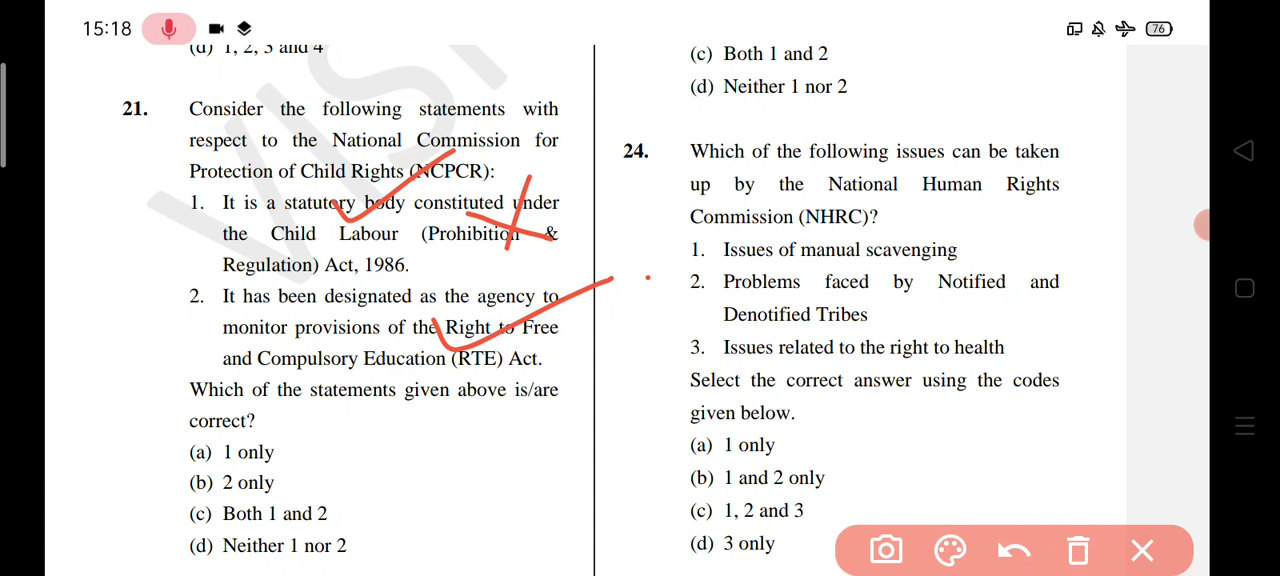 15:18
76
(d) 1, 2, 3 and 4
21. Consider the following statements with
respect to the National Commission for
Protection of Child Rights (NCPCR):
1. It is a statutory body constituted under
the Child Labour (Prohibition &
Regulation) Act, 1986.
2. It has been designated as the agency to
monitor provisions of the Right to Free
and Compulsory Education (RTE) Act.
Which of the statements given above is/are
correct?
(a) 1 only
(b) 2 only
(c) Both 1 and 2
(d) Neither 1 nor 2
(c) Both 1 and 2
(d) Neither 1 nor 2
24. Which of the following issues can be taken
up by the National Human Rights
Commission (NHRC)?
1. Issues of manual scavenging
2. Problems faced by Notified and
Denotified Tribes
3. Issues related to the right to health
Select the correct answer using the codes
given below.
(a) 1 only
(b) 1 and 2 only
(c) 1, 2 and 3
(d) 3 only